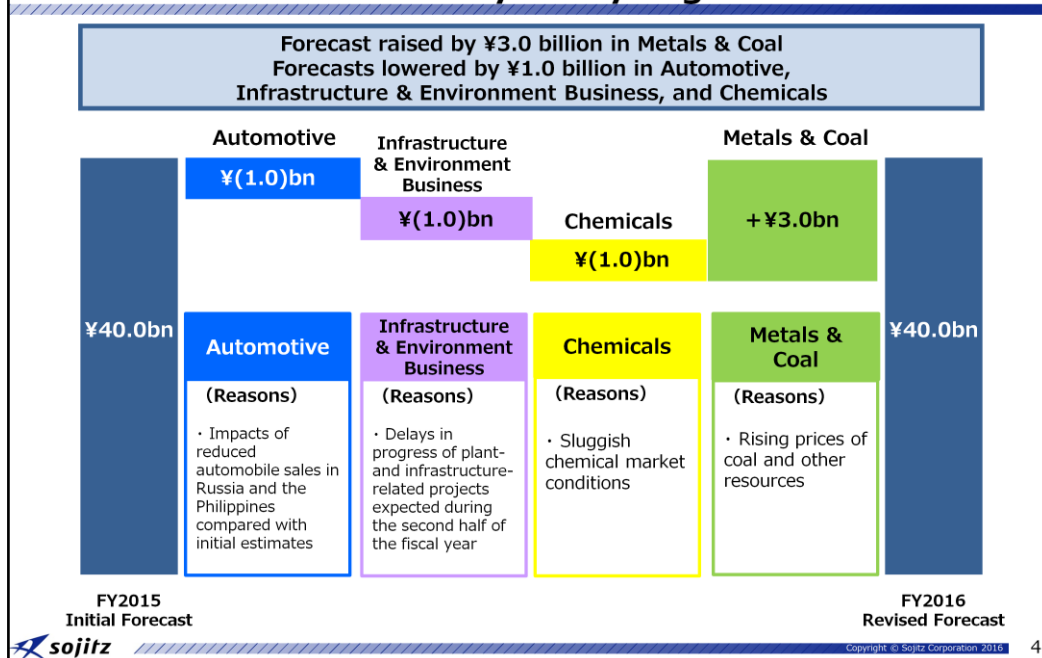 Forecast raised by ¥3.0 billion in Metals & Coal
Forecasts lowered by ¥1.0 billion in Automotive,
Infrastructure & Environment Business, and Chemicals
Automotive
¥(1.0)bn
Infrastructure
& Environment
Business
¥(1.0)bn
Chemicals
¥(1.0)bn
Metals & Coal
+¥3.0bn
¥40.0bn
¥40.0bn
Automotive
(Reasons)
・Impacts of
reduced
automobile sales in
Russia and the
Philippines
compared with
initial estimates
Infrastructure
& Environment
Business
(Reasons)
・Delays in
progress of plant-
and infrastructure-
related projects
expected during
the second half of
the fiscal year
Chemicals
(Reasons)
・Sluggish
chemical market
conditions
Metals &
Coal
(Reasons)
・Rising prices of
coal and other
resources
FY2015
Initial Forecast
FY2016
Revised Forecast
sojitz
Copyright © Sojitz Corporation 2016
4